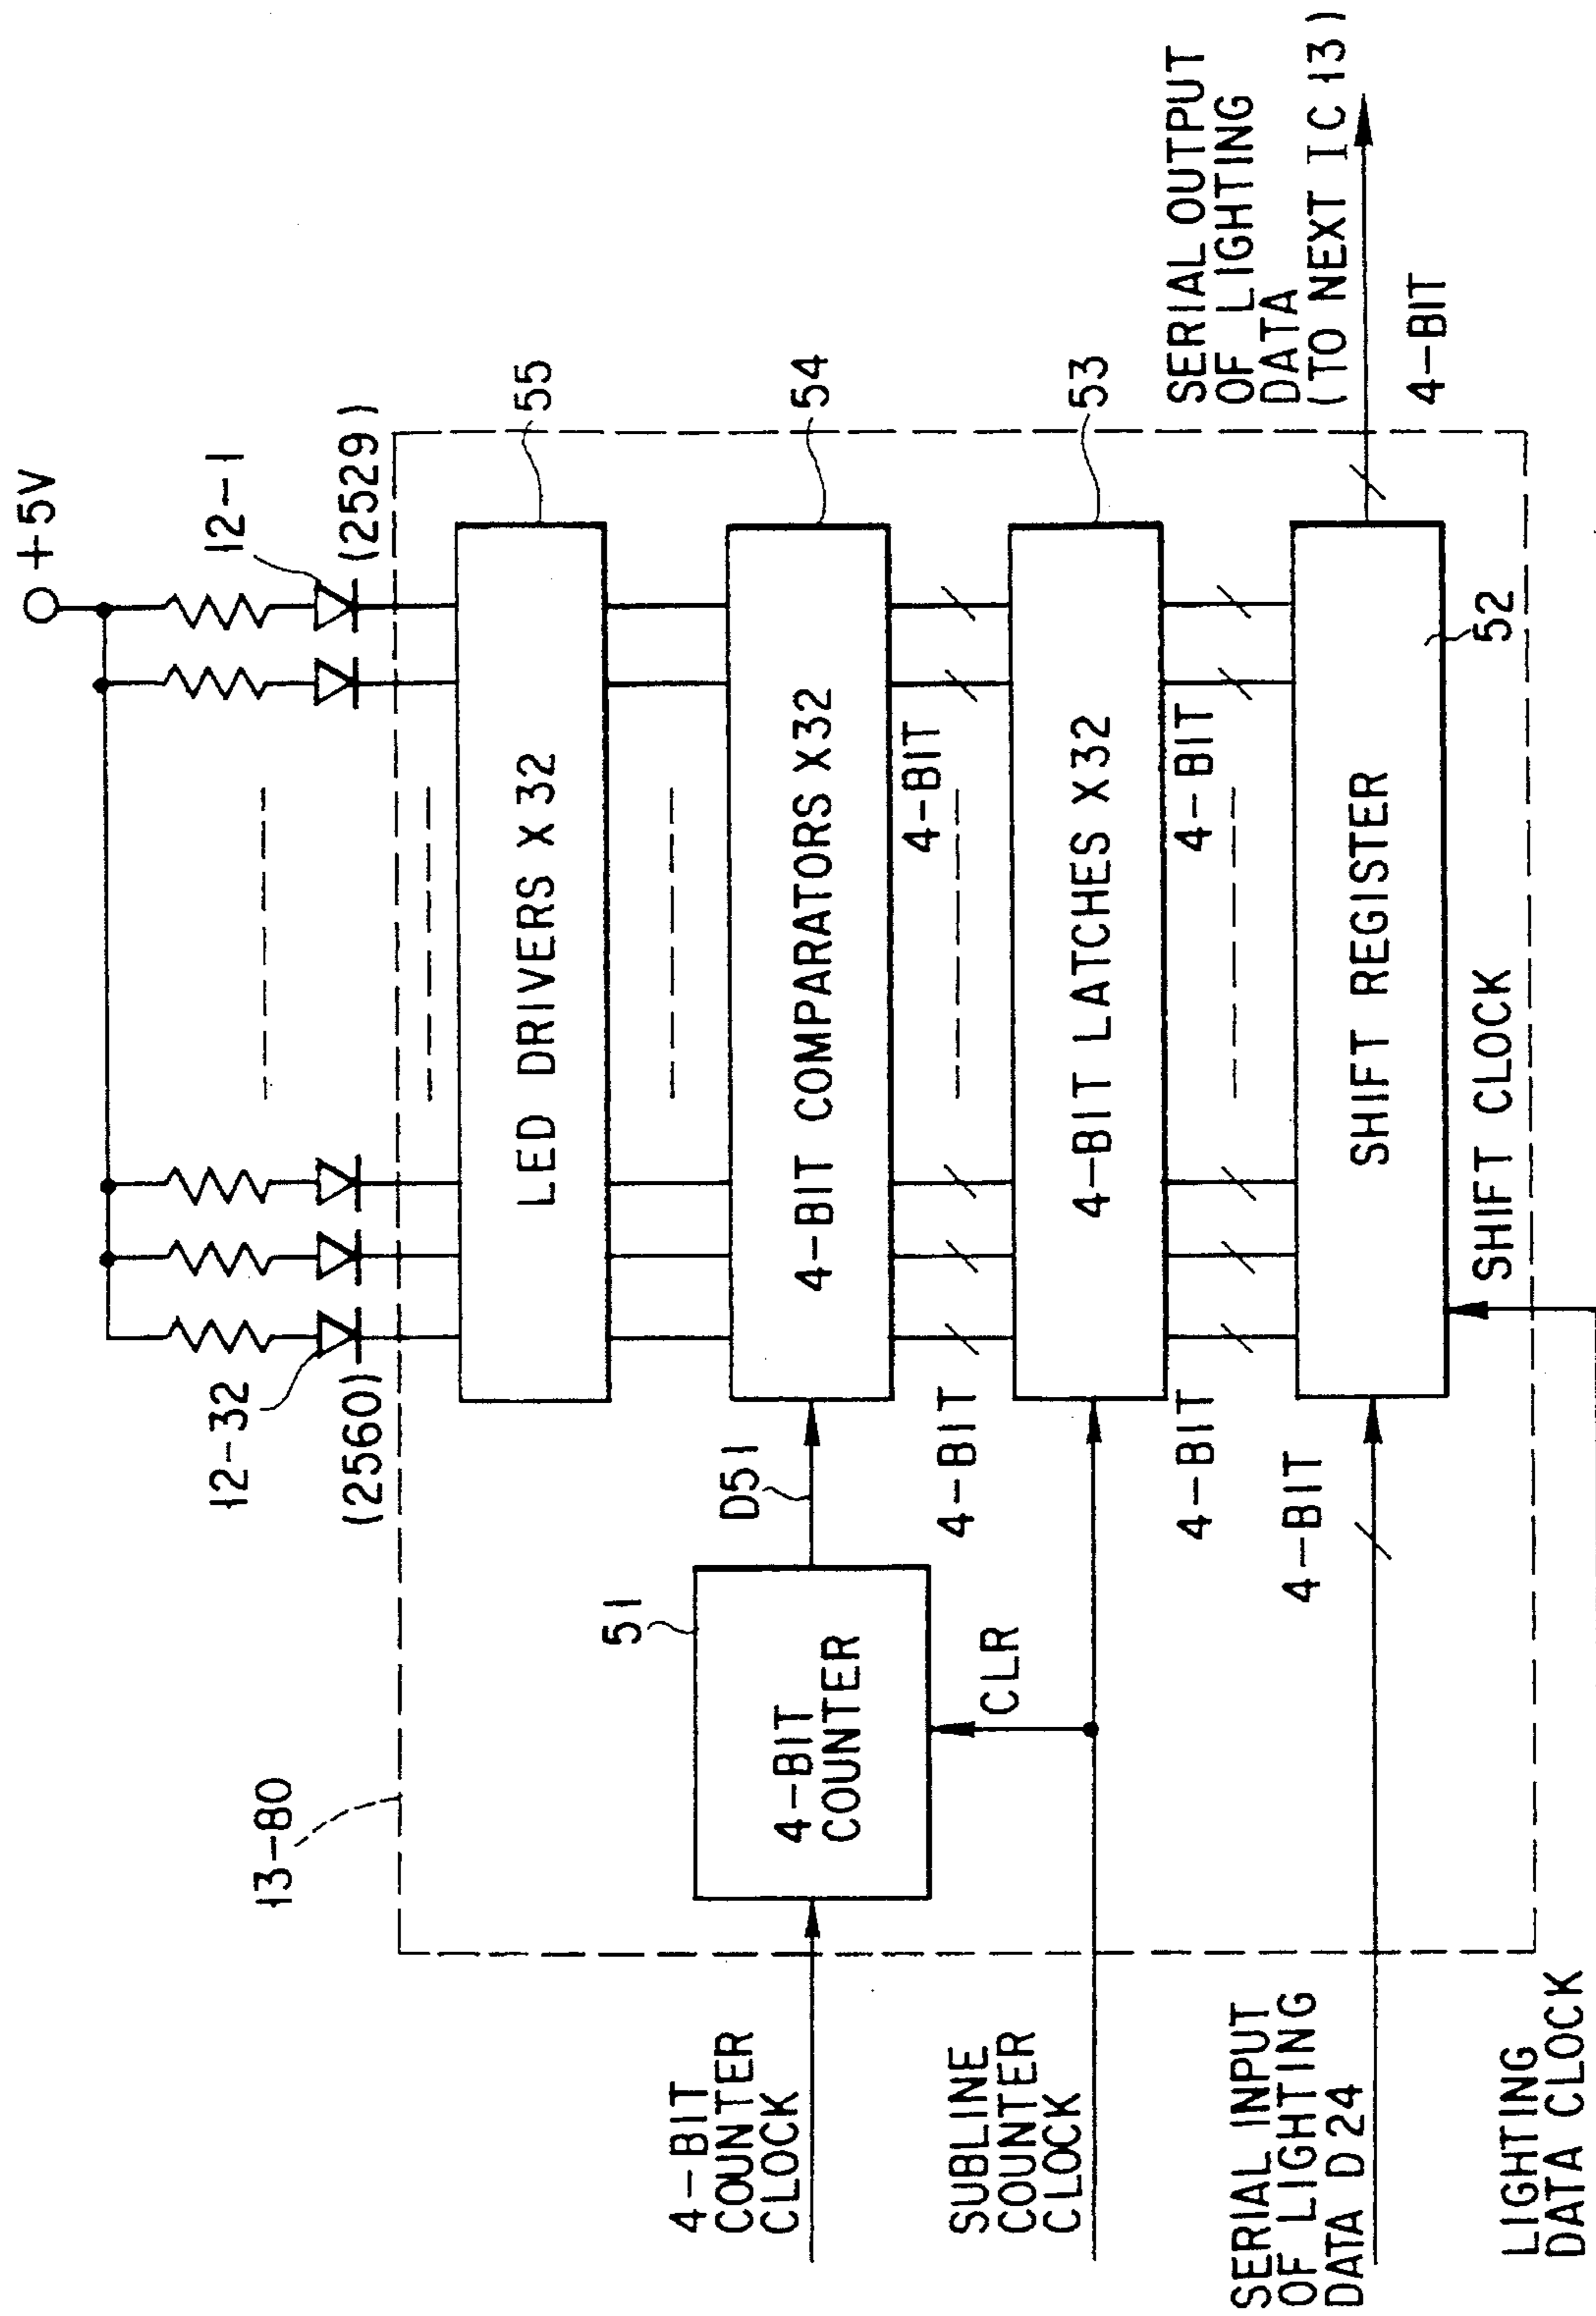 +5V
12-32
(2560)
12-1
(2529)
13-80
LED DRIVERS X 32
55
4-BIT
COUNTER
CLOCK
51
4-BIT
COUNTER
D51
4-BIT COMPARATORS X32
54
CLR
4-BIT
4-BIT
SUBLINE
COUNTER
CLOCK
4-BIT LATCHES X32
53
4-BIT
4-BIT
SERIAL INPUT
OF LIGHTING
DATA D24
4-BIT
SHIFT REGISTER
52
SERIAL OUTPUT
OF LIGHTING
DATA
(TO NEXT IC 13)
4-BIT
SHIFT CLOCK
LIGHTING
DATA CLOCK